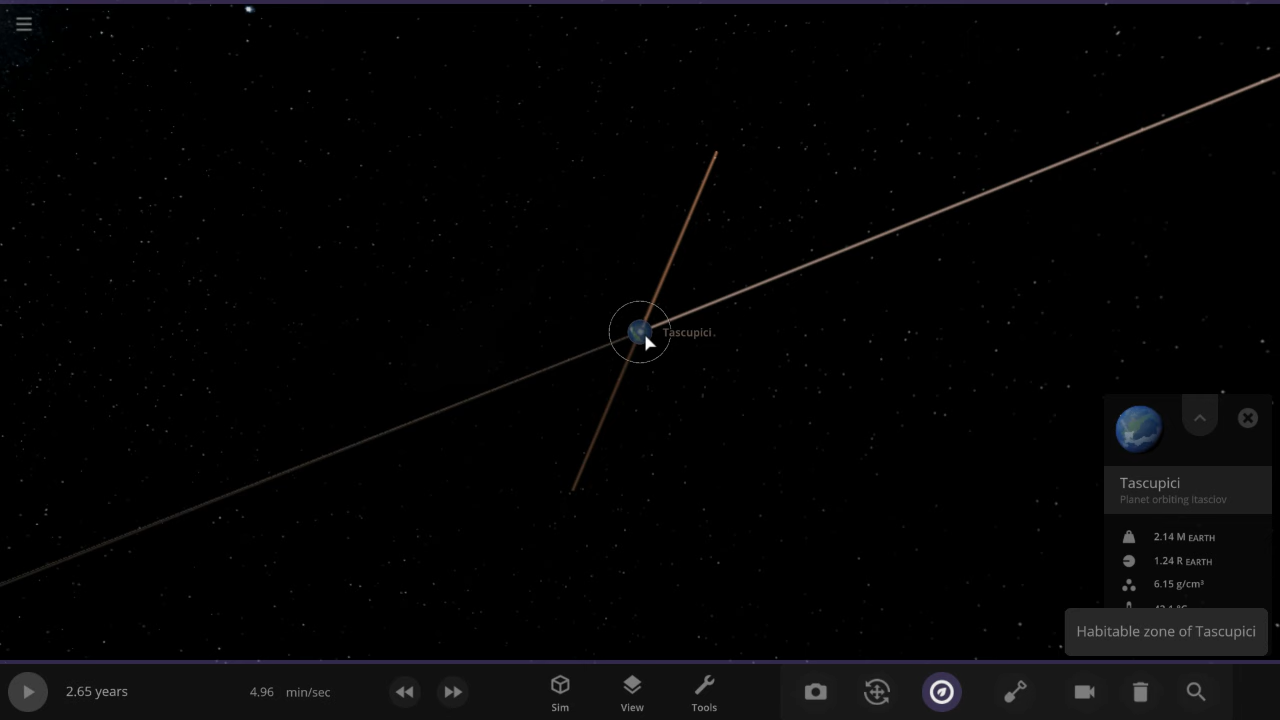 Tascupici
Tascupici
Planet orbiting Itasciov
2.14 M EARTH
1.24 R EARTH
6.15 g/cm³
Habitable zone of Tascupici
2.65 years
4.96 min/sec
Sim
View
Tools